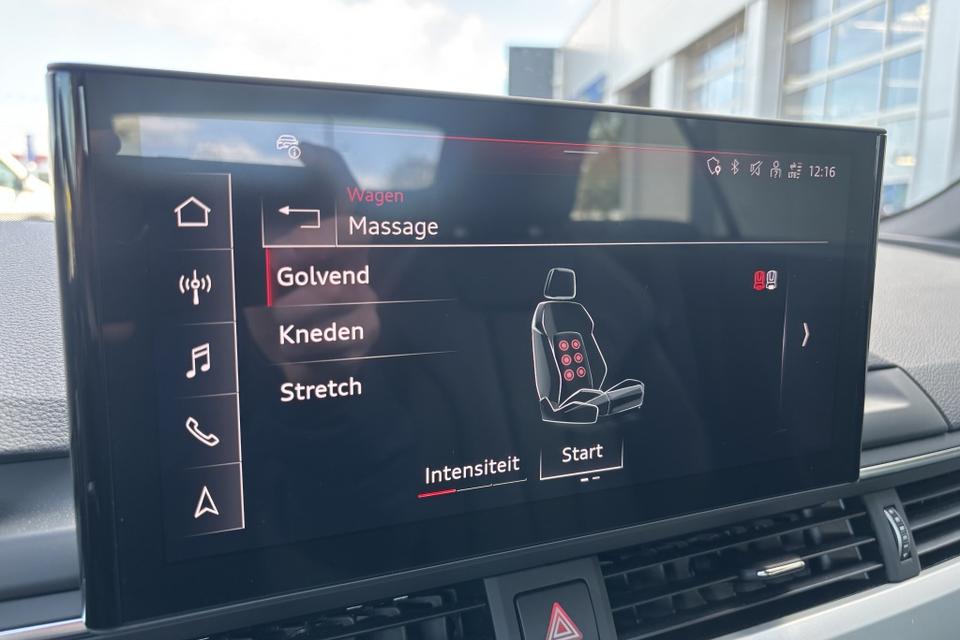 12:16
Wagen
Massage
Golvend
Kneden
Stretch
Intensiteit
Start